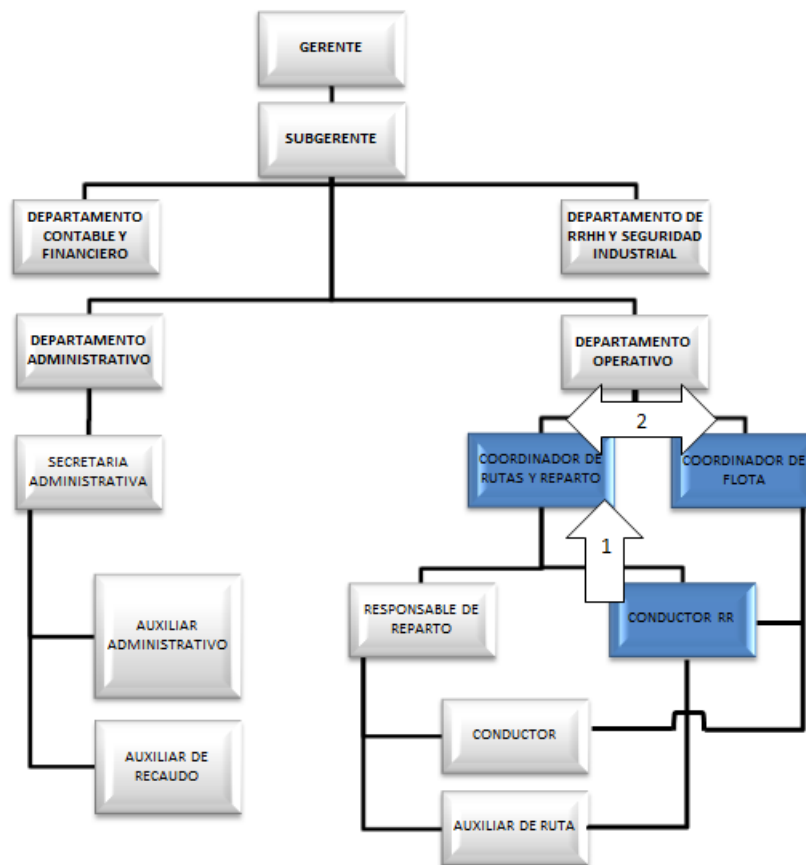 GERENTE
SUBGERENTE
DEPARTAMENTO
CONTABLE Y
FINANCIERO
DEPARTAMENTO DE
RRHH Y SEGURIDAD
INDUSTRIAL
DEPARTAMENTO
ADMINISTRATIVO
DEPARTAMENTO
OPERATIVO
2
SECRETARIA
ADMINISTRATIVA
COORDINADOR DE
RUTAS Y REPARTO
COORDINADOR DE
FLOTA
1
AUXILIAR
ADMINISTRATIVO
RESPONSABLE DE
REPARTO
CONDUCTOR RR
AUXILIAR DE
RECAUDO
CONDUCTOR
AUXILIAR DE RUTA